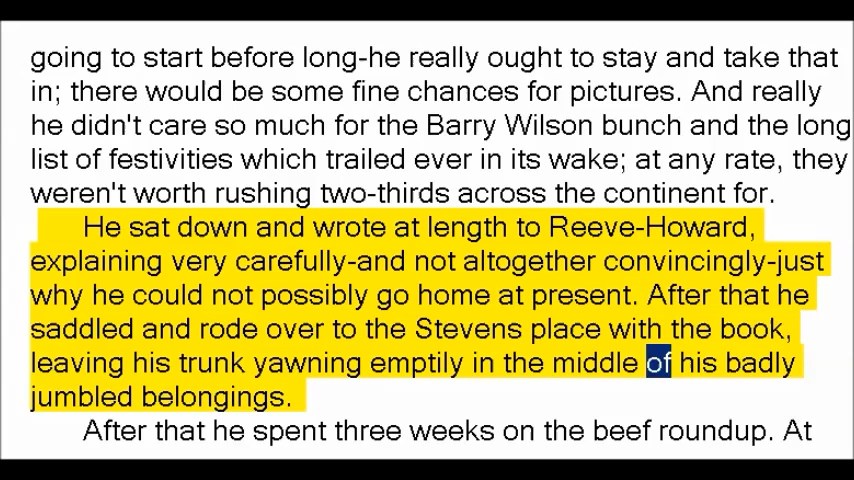 going to start before long-he really ought to stay and take that
in; there would be some fine chances for pictures. And really
he didn't care so much for the Barry Wilson bunch and the long
list of festivities which trailed ever in its wake; at any rate, they
weren't worth rushing two-thirds across the continent for.
He sat down and wrote at length to Reeve-Howard,
explaining very carefully-and not altogether convincingly-just
why he could not possibly go home at present. After that he
saddled and rode over to the Stevens place with the book,
leaving his trunk yawning emptily in the middle of his badly
jumbled belongings.
After that he spent three weeks on the beef roundup. At